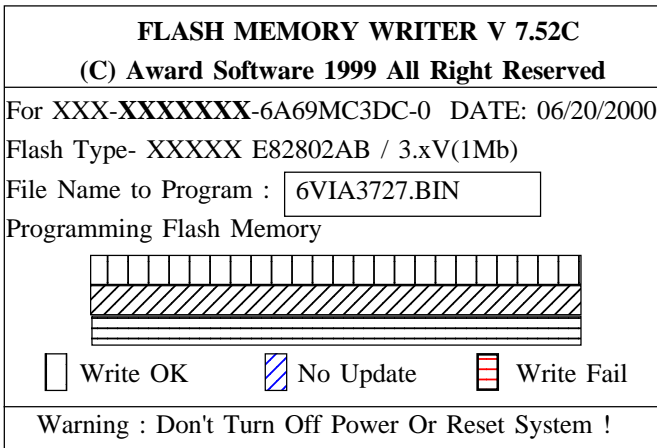 FLASH MEMORY WRITER V 7.52C
(C) Award Software 1999 All Right Reserved
For XXX-XXXXXXX-6A69MC3DC-0 DATE: 06/20/2000
Flash Type- XXXXX E82802AB / 3.xV(1Mb)
File Name to Program : 6VIA3727.BIN
Programming Flash Memory
Write OK No Update Write Fail
Warning : Don't Turn Off Power Or Reset System !